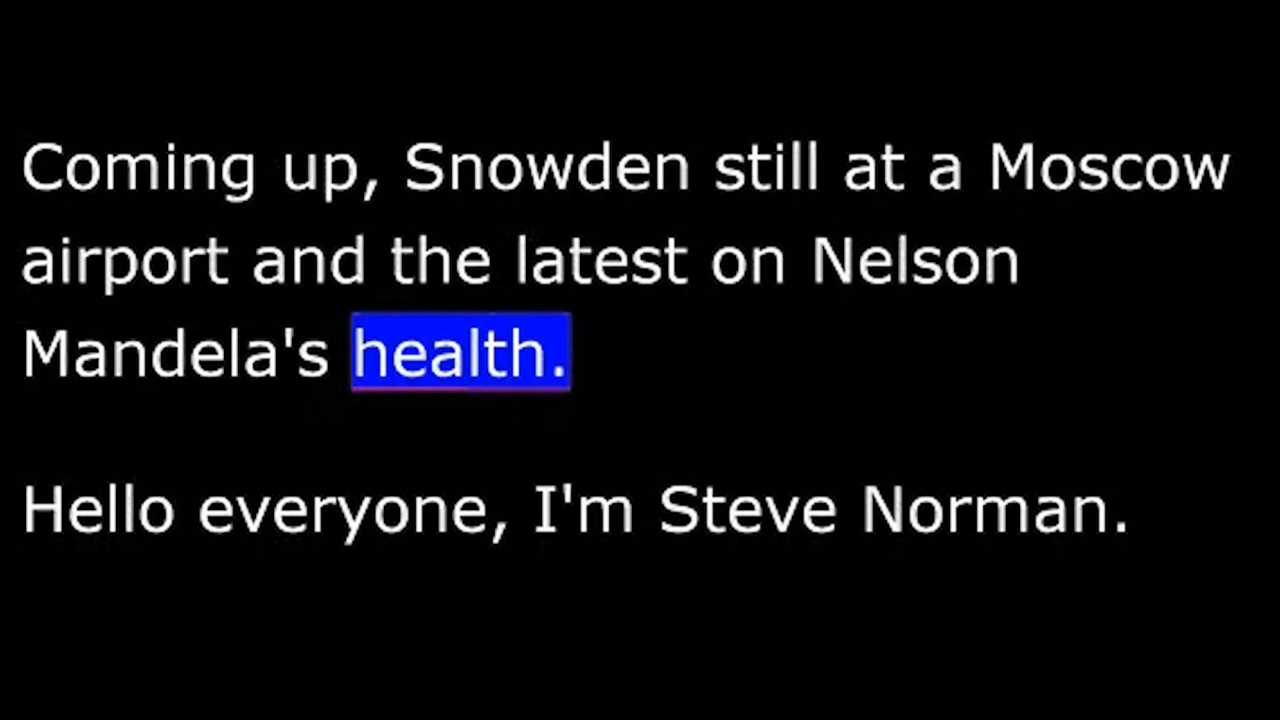 Coming up, Snowden still at a Moscow
airport and the latest on Nelson
Mandela's health.
Hello everyone, I'm Steve Norman.